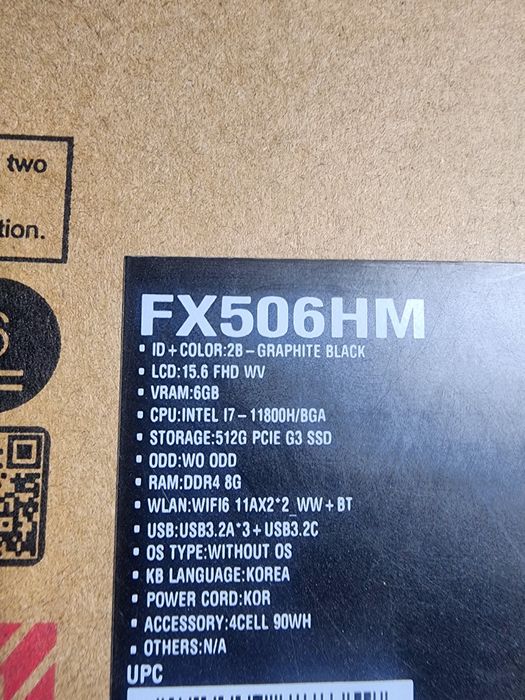 two
tion.
FX506HM
• ID+COLOR:2B-GRAPHITE BLACK
• LCD:15.6 FHD WV
• VRAM:6GB
• CPU:INTEL I7-11800H/BGA
• STORAGE:512G PCIE G3 SSD
• ODD:WO ODD
• RAM:DDR4 8G
• WLAN:WIFI6 11AX2*2_WW+BT
• USB:USB3.2A*3+USB3.2C
• OS TYPE:WITHOUT OS
• KB LANGUAGE:KOREA
• POWER CORD:KOR
• ACCESSORY:4CELL 90WH
• OTHERS:N/A
UPC